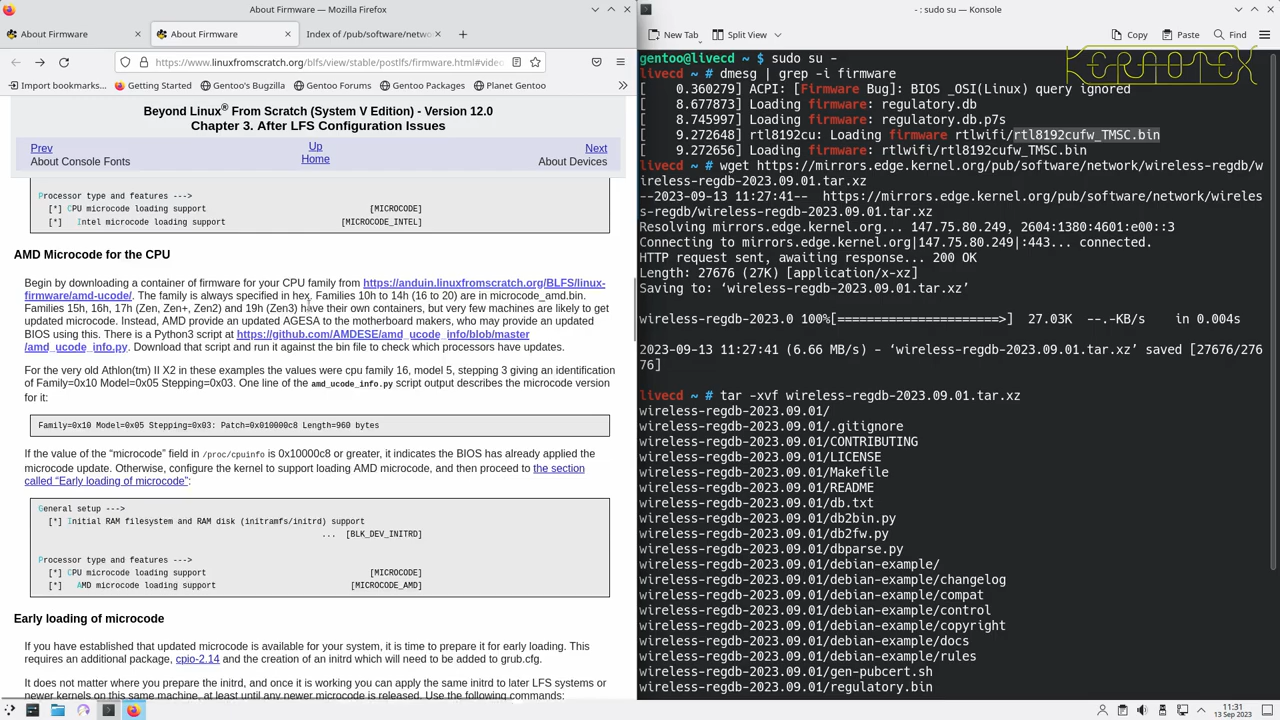 About Firmware — Mozilla Firefox
About Firmware
About Firmware
Index of /pub/software/netwo
https://www.linuxfromscratch.org/blfs/view/stable/postlfs/firmware.html#video
Import bookmarks...
Getting Started
Gentoo's Bugzilla
Gentoo Forums
Gentoo Packages
Planet Gentoo
Beyond Linux® From Scratch (System V Edition) - Version 12.0
Chapter 3. After LFS Configuration Issues
Prev
Up
Next
About Console Fonts
Home
About Devices
Processor type and features --->
[*] CPU microcode loading support [MICROCODE]
[*] Intel microcode loading support [MICROCODE_INTEL]
AMD Microcode for the CPU
Begin by downloading a container of firmware for your CPU family from https://anduin.linuxfromscratch.org/BLFS/linux-
firmware/amd-ucode/. The family is always specified in hex. Families 10h to 14h (16 to 20) are in microcode_amd.bin.
Families 15h, 16h, 17h (Zen, Zen+, Zen2) and 19h (Zen3) have their own containers, but very few machines are likely to get
updated microcode. Instead, AMD provide an updated AGESA to the motherboard makers, who may provide an updated
BIOS using this. There is a Python3 script at https://github.com/AMDESE/amd_ucode_info/blob/master
/amd_ucode_info.py. Download that script and run it against the bin file to check which processors have updates.
For the very old Athlon(tm) II X2 in these examples the values were cpu family 16, model 5, stepping 3 giving an identification
of Family=0x10 Model=0x05 Stepping=0x03. One line of the amd_ucode_info.py script output describes the microcode version
for it:
Family=0x10 Model=0x05 Stepping=0x03: Patch=0x010000c8 Length=960 bytes
If the value of the “microcode” field in /proc/cpuinfo is 0x10000c8 or greater, it indicates the BIOS has already applied the
microcode update. Otherwise, configure the kernel to support loading AMD microcode, and then proceed to the section
called “Early loading of microcode”:
General setup --->
[*] Initial RAM filesystem and RAM disk (initramfs/initrd) support
... [BLK_DEV_INITRD]
Processor type and features --->
[*] CPU microcode loading support [MICROCODE]
[*] AMD microcode loading support [MICROCODE_AMD]
Early loading of microcode
If you have established that updated microcode is available for your system, it is time to prepare it for early loading. This
requires an additional package, cpio-2.14 and the creation of an initrd which will need to be added to grub.cfg.
It does not matter where you prepare the initrd, and once it is working you can apply the same initrd to later LFS systems or
newer kernels on this same machine, at least until any newer microcode is released. Use the following commands:
- : sudo su — Konsole
New Tab
Split View
Copy
Paste
Find
KERNOTEX
gentoo@livecd ~ $ sudo su -
livecd ~ # dmesg | grep -i firmware
[ 0.360279] ACPI: [Firmware Bug]: BIOS _OSI(Linux) query ignored
[ 8.677873] Loading firmware: regulatory.db
[ 8.745997] Loading firmware: regulatory.db.p7s
[ 9.272648] rtl8192cu: Loading firmware rtlwifi/rtl8192cufw_TMSC.bin
[ 9.272656] Loading firmware: rtlwifi/rtl8192cufw_TMSC.bin
livecd ~ # wget https://mirrors.edge.kernel.org/pub/software/network/wireless-regdb/w
ireless-regdb-2023.09.01.tar.xz
--2023-09-13 11:27:41-- https://mirrors.edge.kernel.org/pub/software/network/wireles
s-regdb/wireless-regdb-2023.09.01.tar.xz
Resolving mirrors.edge.kernel.org... 147.75.80.249, 2604:1380:4601:e00::3
Connecting to mirrors.edge.kernel.org|147.75.80.249|:443... connected.
HTTP request sent, awaiting response... 200 OK
Length: 27676 (27K) [application/x-xz]
Saving to: ‘wireless-regdb-2023.09.01.tar.xz’
wireless-regdb-2023.0 100%[=======================>] 27.03K --.-KB/s in 0.004s
2023-09-13 11:27:41 (6.66 MB/s) - ‘wireless-regdb-2023.09.01.tar.xz’ saved [27676/276
76]
livecd ~ # tar -xvf wireless-regdb-2023.09.01.tar.xz
wireless-regdb-2023.09.01/
wireless-regdb-2023.09.01/.gitignore
wireless-regdb-2023.09.01/CONTRIBUTING
wireless-regdb-2023.09.01/LICENSE
wireless-regdb-2023.09.01/Makefile
wireless-regdb-2023.09.01/README
wireless-regdb-2023.09.01/db.txt
wireless-regdb-2023.09.01/db2bin.py
wireless-regdb-2023.09.01/db2fw.py
wireless-regdb-2023.09.01/dbparse.py
wireless-regdb-2023.09.01/debian-example/
wireless-regdb-2023.09.01/debian-example/changelog
wireless-regdb-2023.09.01/debian-example/compat
wireless-regdb-2023.09.01/debian-example/control
wireless-regdb-2023.09.01/debian-example/copyright
wireless-regdb-2023.09.01/debian-example/docs
wireless-regdb-2023.09.01/debian-example/rules
wireless-regdb-2023.09.01/gen-pubcert.sh
wireless-regdb-2023.09.01/regulatory.bin
11:31
13 Sep 2023